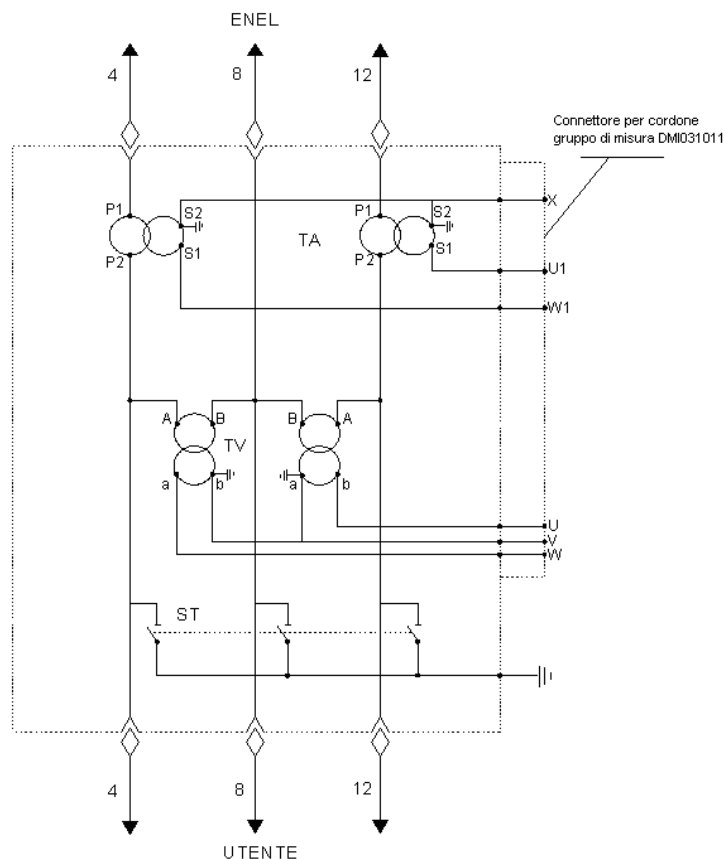 ENEL
4
8
12
Connettore per cordone
gruppo di misura DMI031011
P1
S2
P1
S2
X
TA
P2
S1
P2
S1
U1
W1
A
B
B
A
TV
a
b
a
b
U
V
W
ST
4
8
12
UTENTE